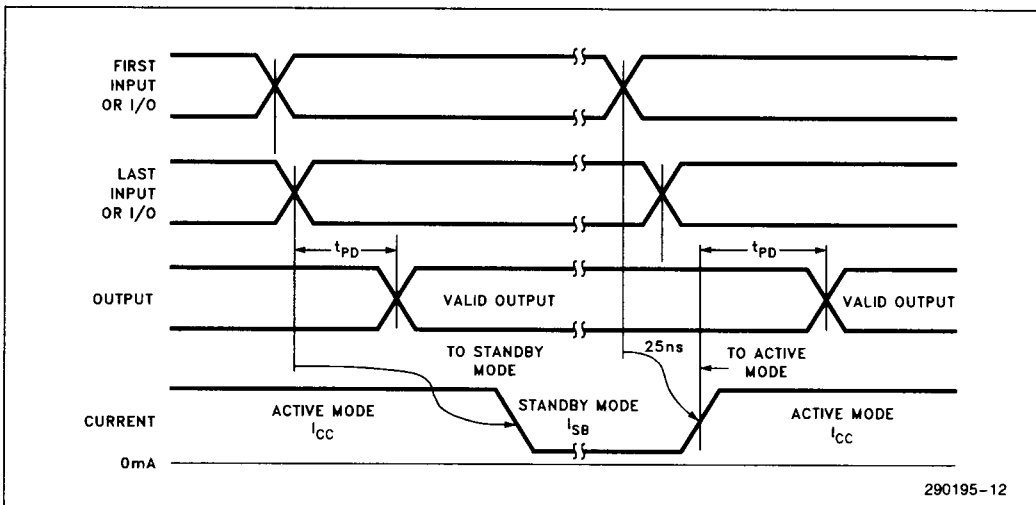 FIRST
INPUT
OR I/O
LAST
INPUT
OR I/O
t_PD
t_PD
OUTPUT
VALID OUTPUT
VALID OUTPUT
TO STANDBY
MODE
25ns
TO ACTIVE
MODE
CURRENT
ACTIVE MODE
I_CC
STANDBY MODE
I_SB
ACTIVE MODE
I_CC
0mA
290195-12